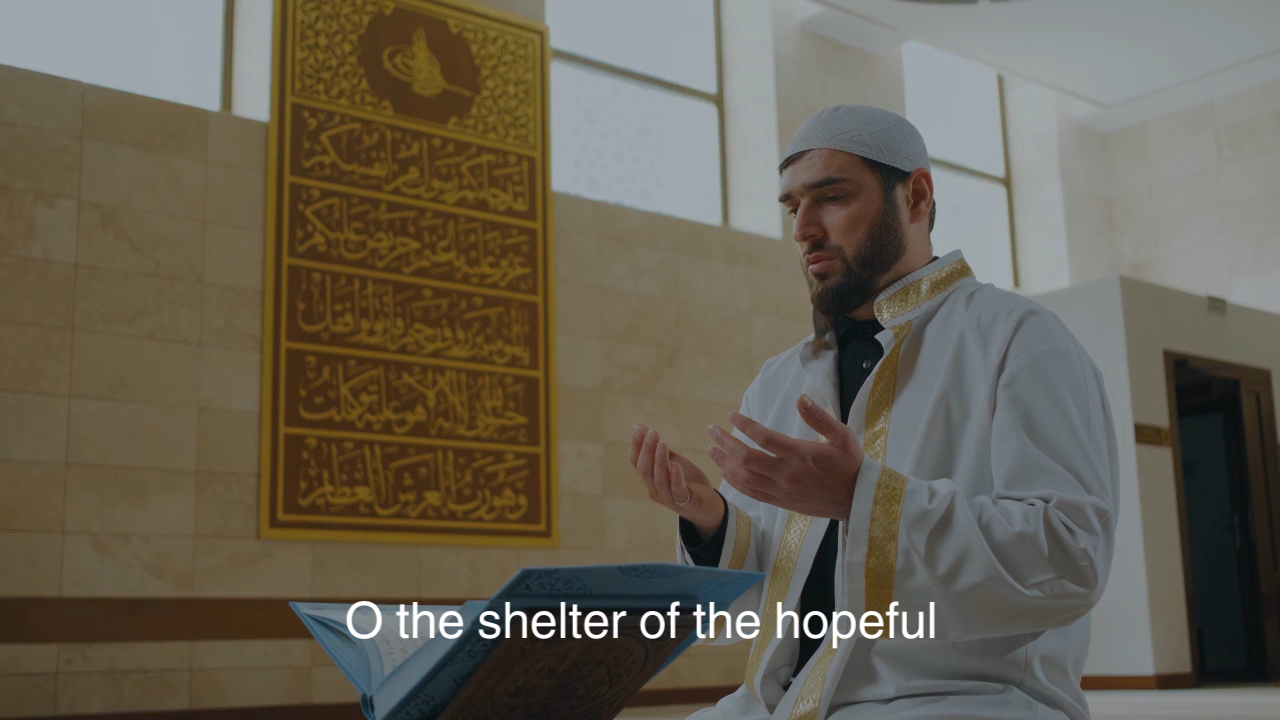 لقد جاءكم رسول من أنفسكم
عزيز عليه ما عنتم حريص عليكم
بالمؤمنين رؤوف رحيم فإن تولوا فقل
حسبي الله لا إله إلا هو عليه توكلت
وهو رب العرش العظيم
O the shelter of the hopeful